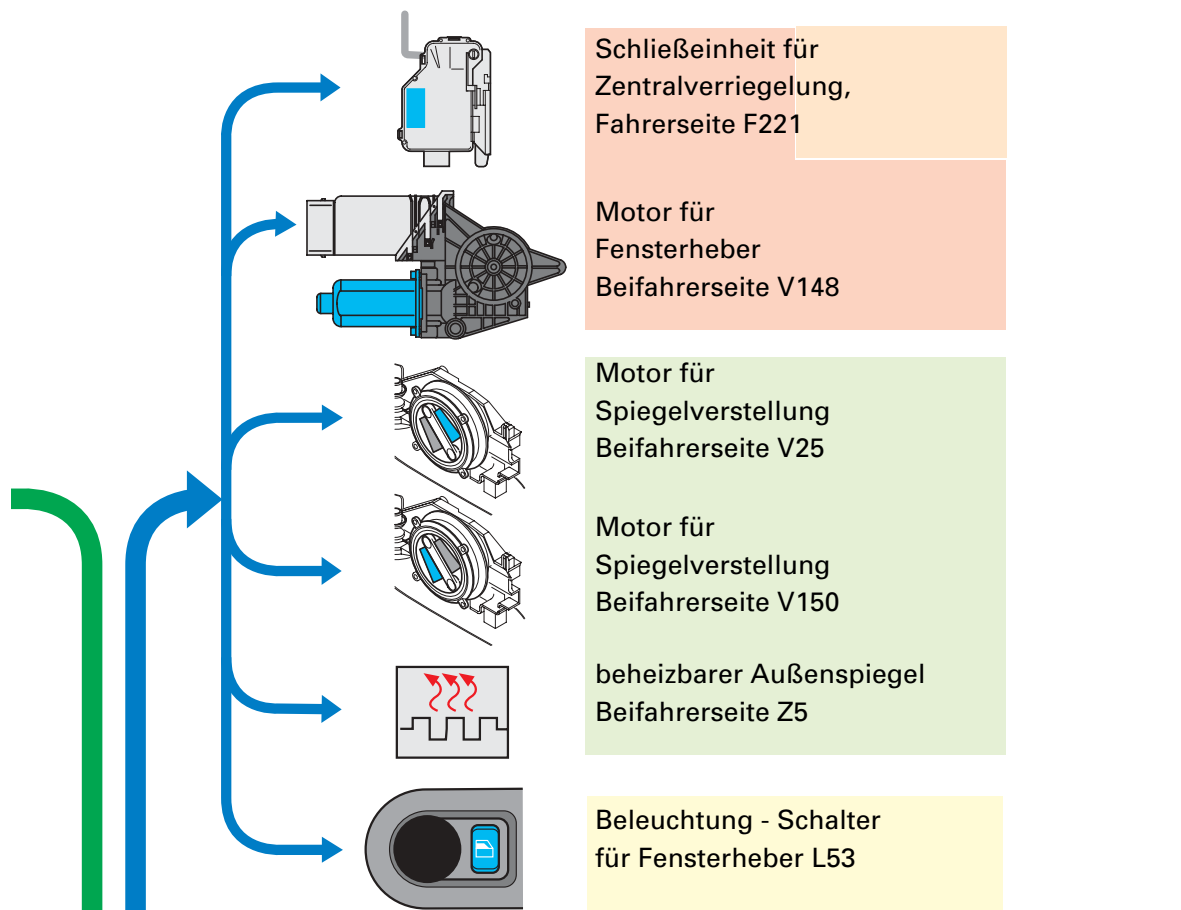 Schließeinheit für
Zentralverriegelung,
Fahrerseite F221
Motor für
Fensterheber
Beifahrerseite V148
Motor für
Spiegelverstellung
Beifahrerseite V25
Motor für
Spiegelverstellung
Beifahrerseite V150
beheizbarer Außenspiegel
Beifahrerseite Z5
Beleuchtung - Schalter
für Fensterheber L53